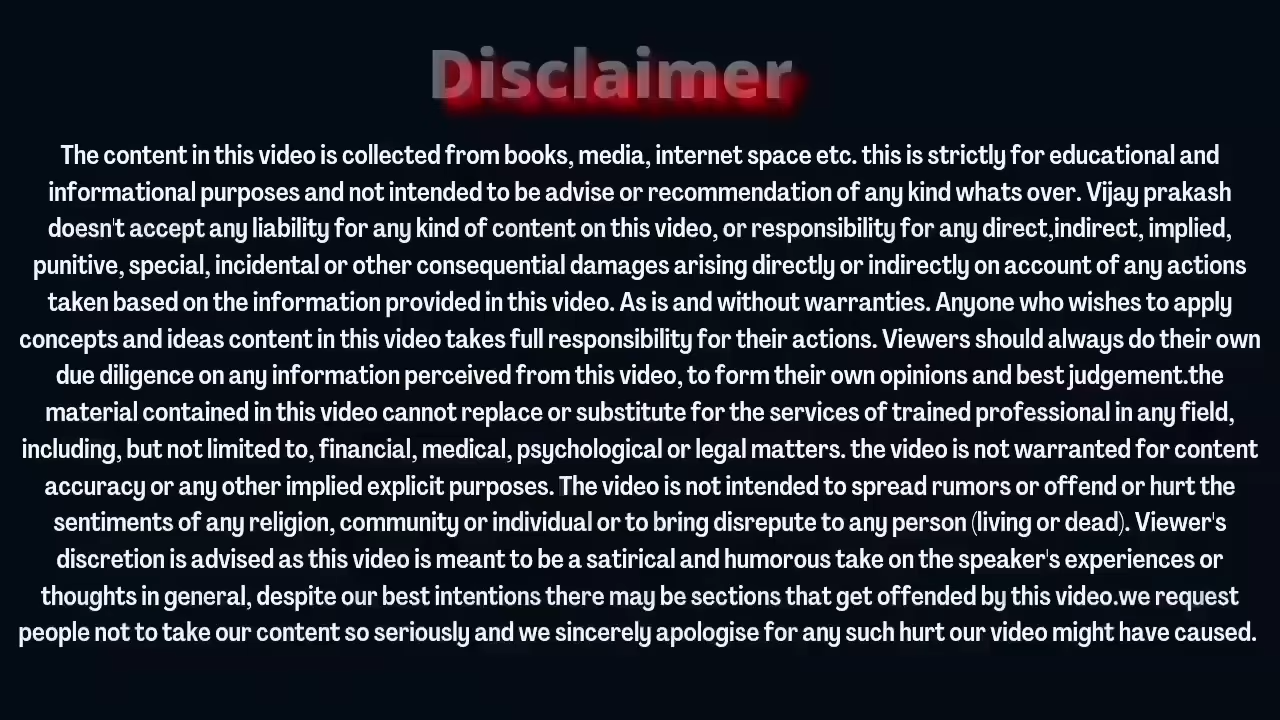 Disclaimer
The content in this video is collected from books, media, internet space etc. this is strictly for educational and
informational purposes and not intended to be advise or recommendation of any kind whats over. Vijay prakash
doesn't accept any liability for any kind of content on this video, or responsibility for any direct,indirect, implied,
punitive, special, incidental or other consequential damages arising directly or indirectly on account of any actions
taken based on the information provided in this video. As is and without warranties. Anyone who wishes to apply
concepts and ideas content in this video takes full responsibility for their actions. Viewers should always do their own
due diligence on any information perceived from this video, to form their own opinions and best judgement.the
material contained in this video cannot replace or substitute for the services of trained professional in any field,
including, but not limited to, financial, medical, psychological or legal matters. the video is not warranted for content
accuracy or any other implied explicit purposes. The video is not intended to spread rumors or offend or hurt the
sentiments of any religion, community or individual or to bring disrepute to any person (living or dead). Viewer's
discretion is advised as this video is meant to be a satirical and humorous take on the speaker's experiences or
thoughts in general, despite our best intentions there may be sections that get offended by this video.we request
people not to take our content so seriously and we sincerely apologise for any such hurt our video might have caused.